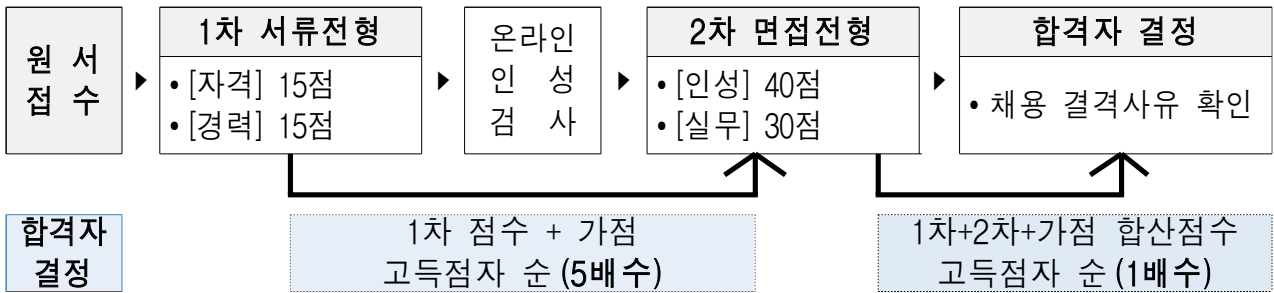 원 서
접 수
▶
1차 서류전형
• [자격] 15점
• [경력] 15점
▶
온라인
인 성
검 사
▶
2차 면접전형
• [인성] 40점
• [실무] 30점
▶
합격자 결정
• 채용 결격사유 확인
합격자
결정
1차 점수 + 가점
고득점자 순 (5배수)
1차+2차+가점 합산점수
고득점자 순 (1배수)